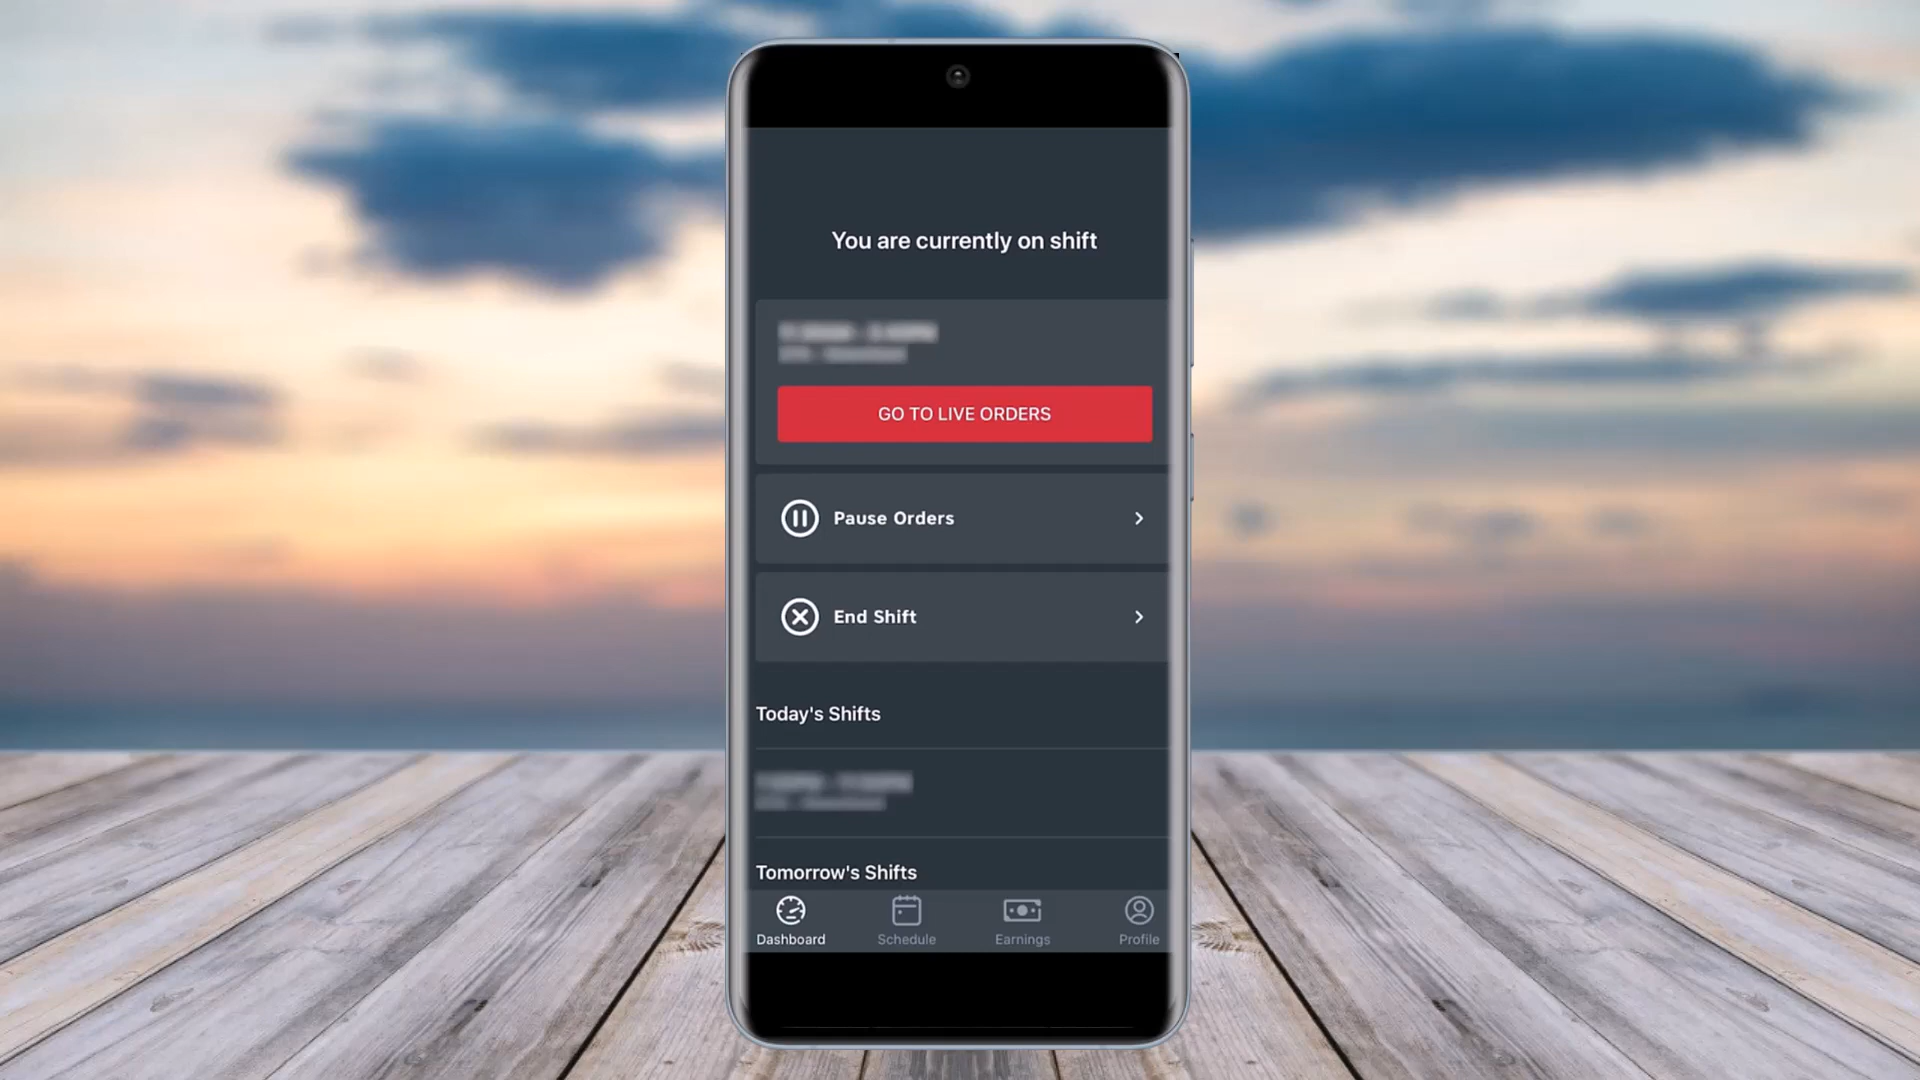 You are currently on shift
GO TO LIVE ORDERS
Pause Orders
End Shift
Today's Shifts
Tomorrow's Shifts
Dashboard
Schedule
Earnings
Profile